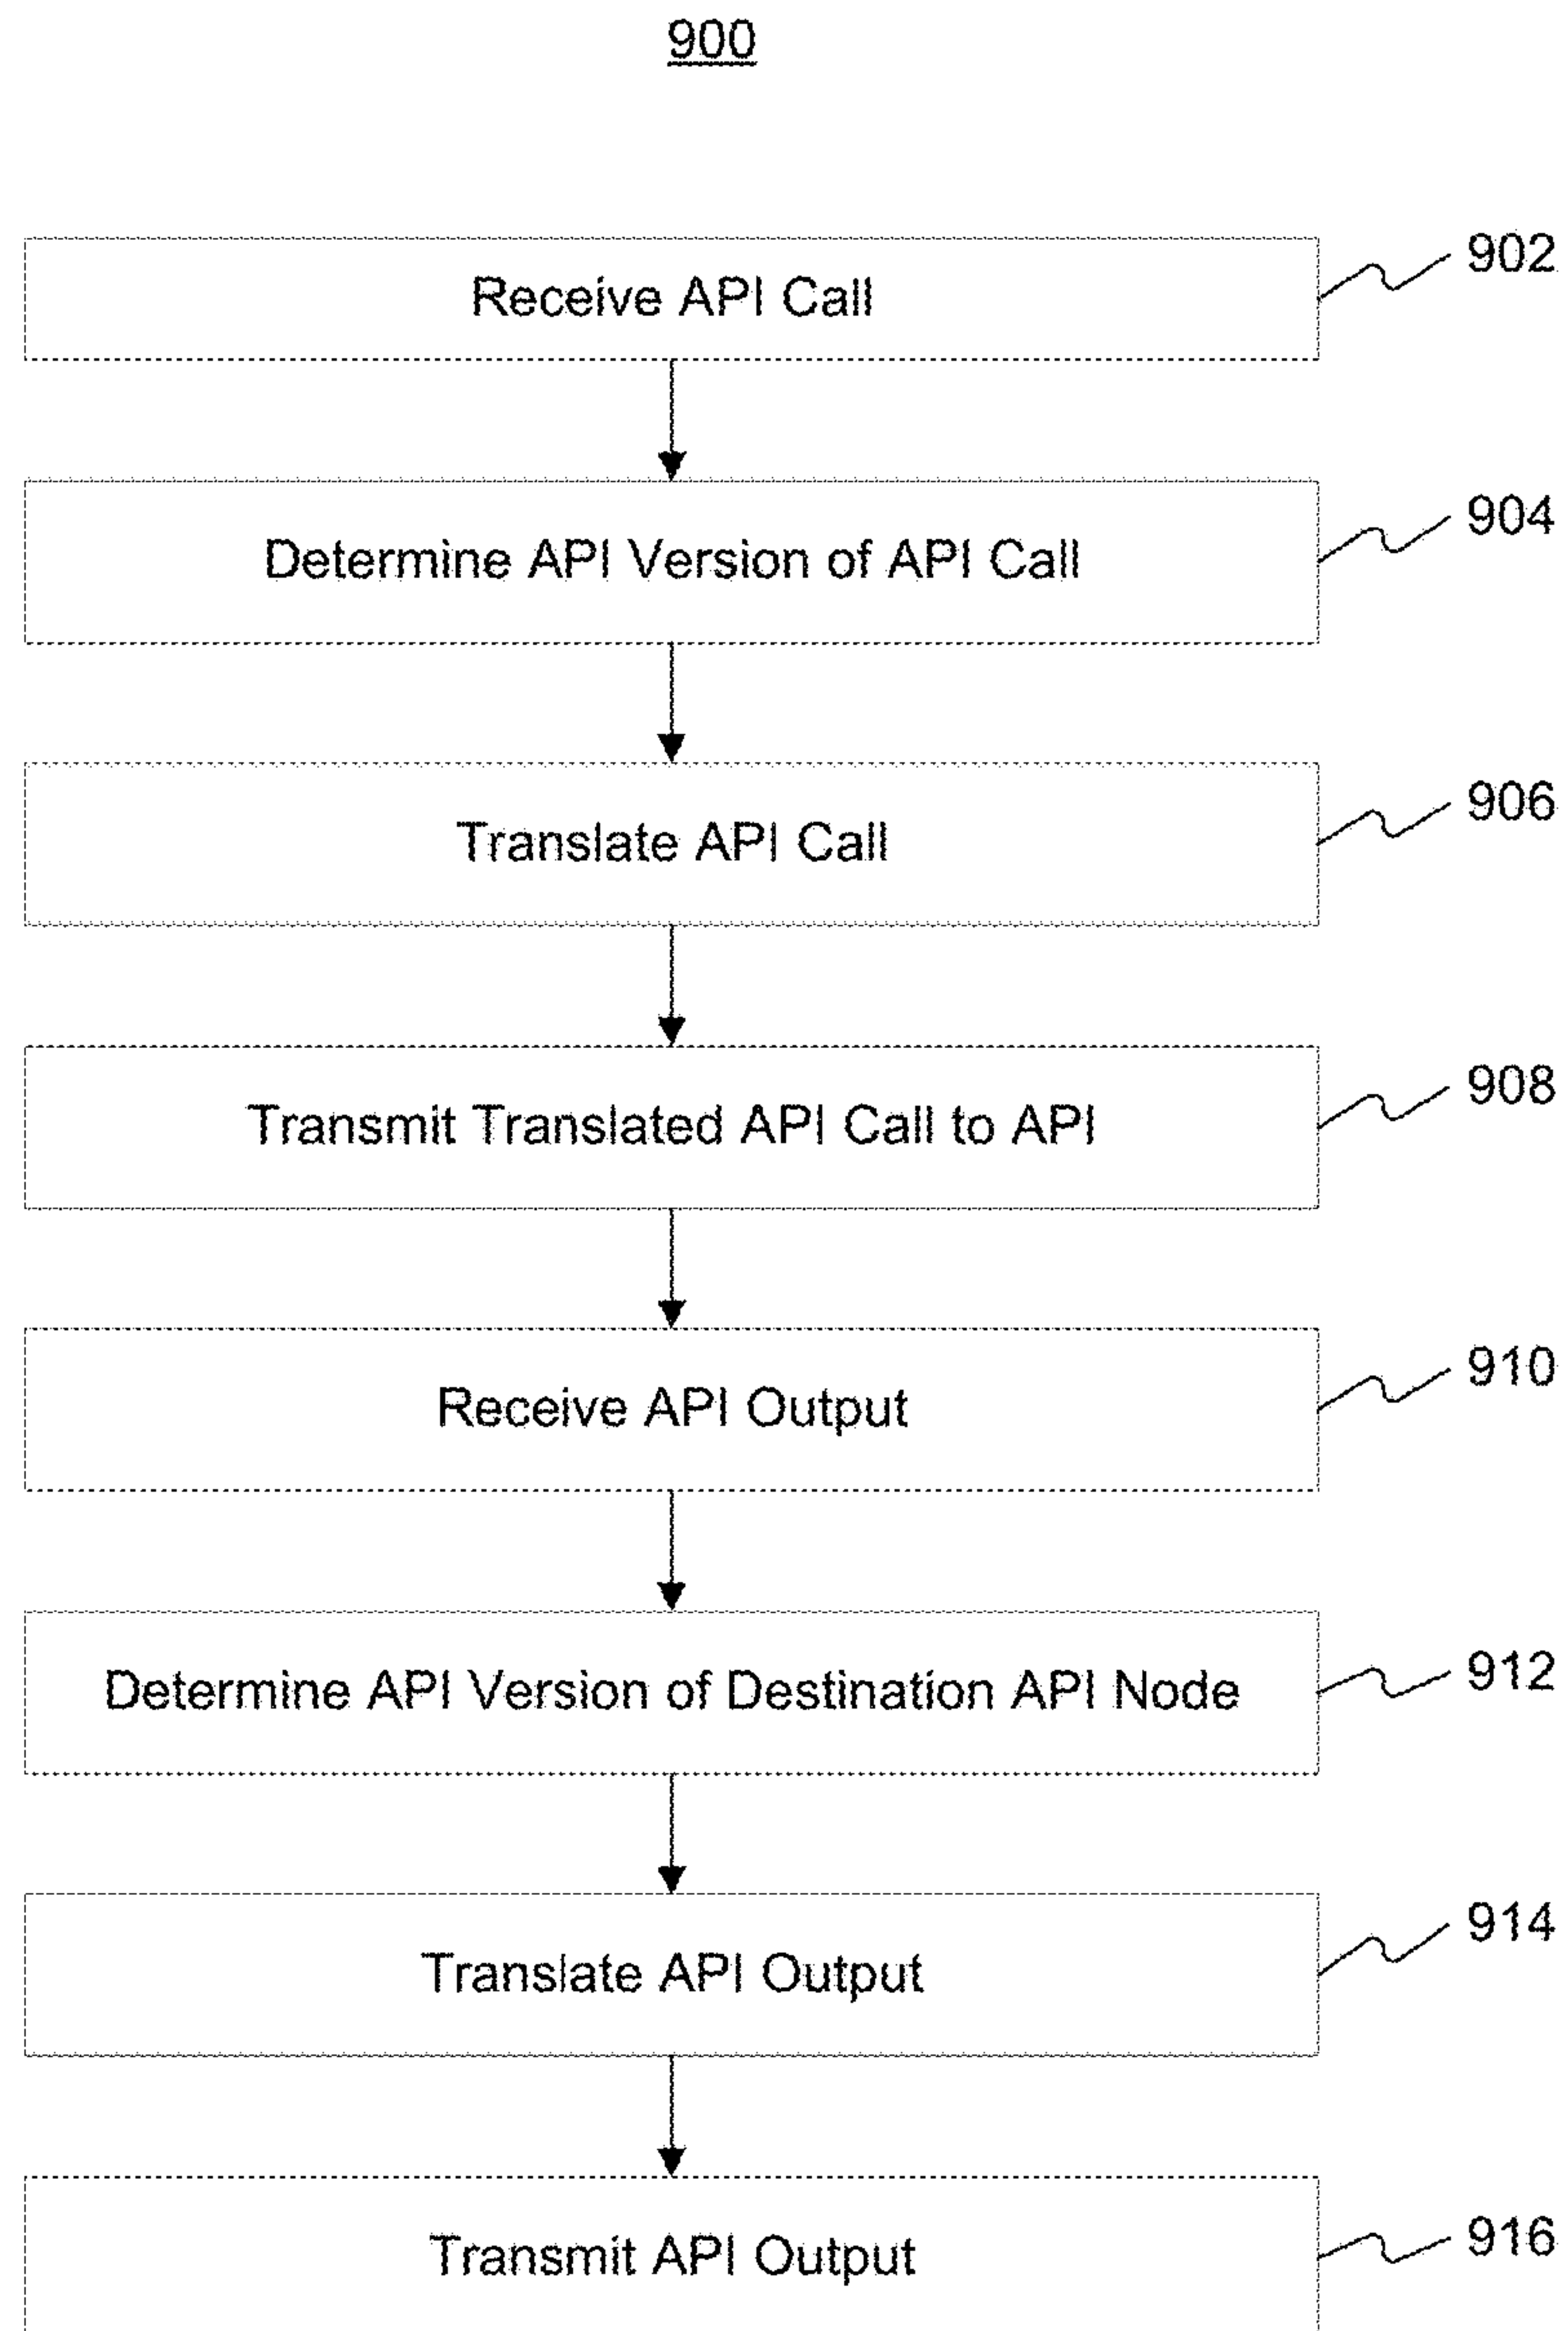 900
Receive API Call
902
Determine API Version of API Call
904
Translate API Call
906
Transmit Translated API Call to API
908
Receive API Output
910
Determine API Version of Destination API Node
912
Translate API Output
914
Transmit API Output
916